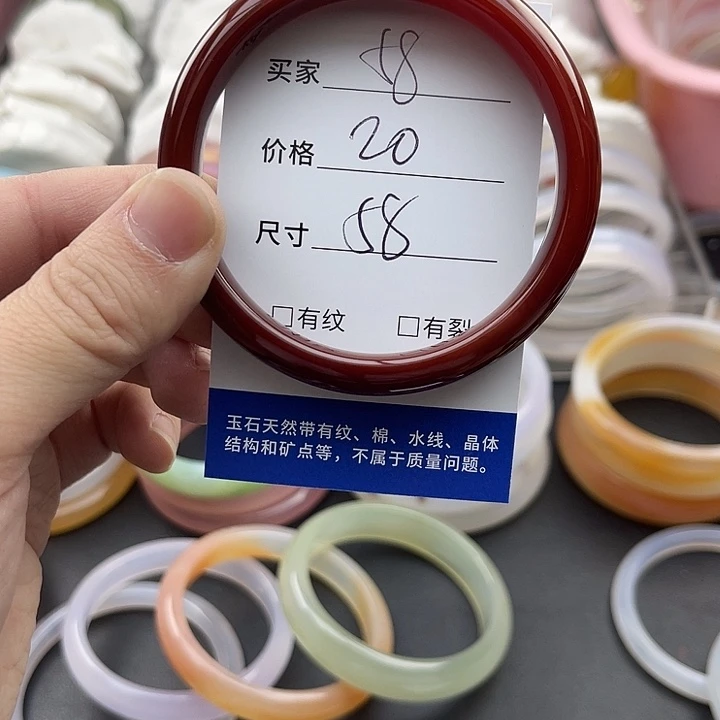 买家 58
价格 20
尺寸 58
□有纹 □有裂
玉石天然带有纹、棉、水线、晶体
结构和矿点等，不属于质量问题。